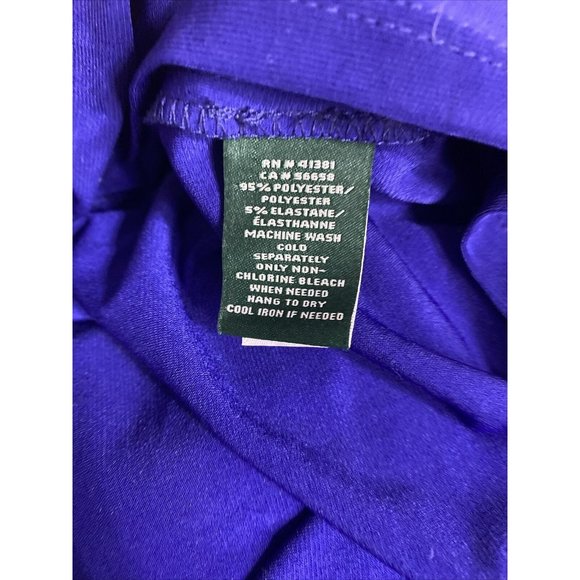 RN # 41381
CA # 56658
95% POLYESTER/
POLYESTER
5% ELASTANE/
ÉLASTHANNE
MACHINE WASH
COLD
SEPARATELY
ONLY NON-
CHLORINE BLEACH
WHEN NEEDED
HANG TO DRY
COOL IRON IF NEEDED